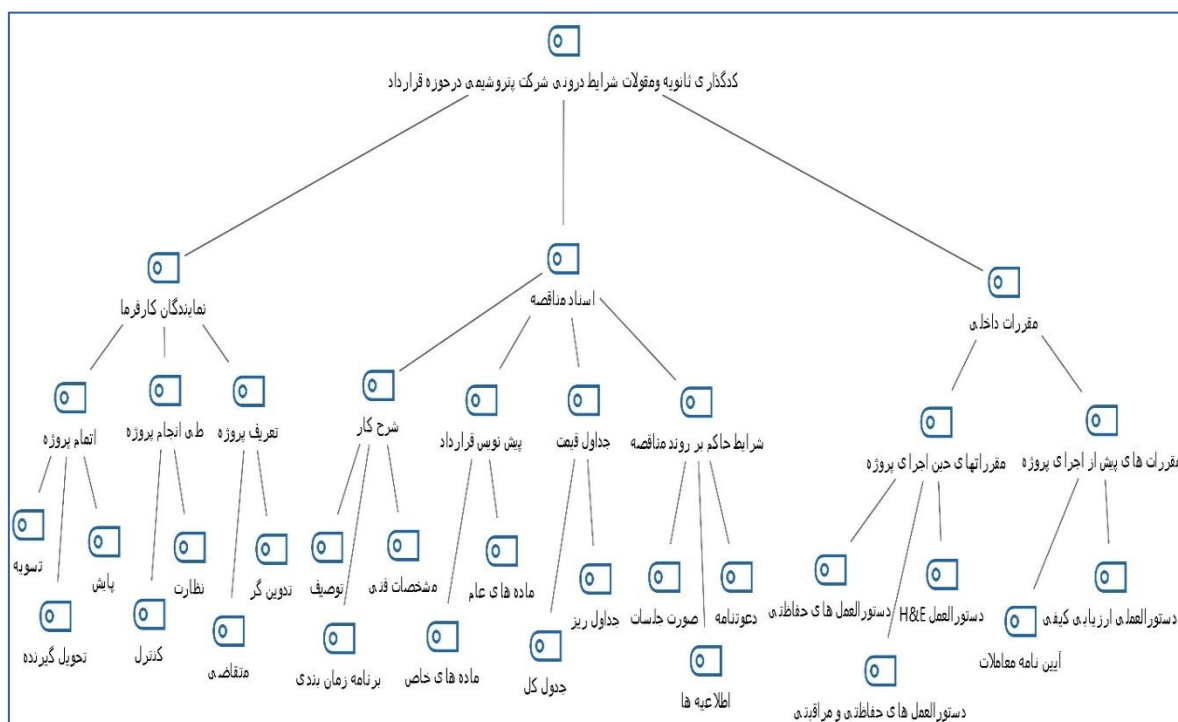 کدگذاری ثانویه ومقولات شرایط درونی شرکت پتروشیمی درحوزه قرارداد
مقررات داخلی
اسناد مناقصه
نمایندگان کارفرما
مقررات های پیش از اجرای پروژه
مقرراتهای حین اجرای پروژه
شرایط حاکم بر روند مناقصه
جداول قیمت
پیش نویس قرارداد
شرح کار
تعریف پروژه
طی انجام پروژه
اتمام پروژه
دستورالعملی ارزیابی کیفی
آیین نامه معاملات
دستورالعمل H&E
دستورالعمل های حفاظتی و مراقبتی
دستورالعمل های حفاظتی
دعوتنامه
اطلاعیه ها
صورت جلسات
جداول ریز
جدول کل
ماده های عام
ماده های خاص
مشخصات فنی
برنامه زمان بندی
توصیف
تدوین گر
متقاضی
نظارت
کنترل
پایش
تحویل گیرنده
تسویه